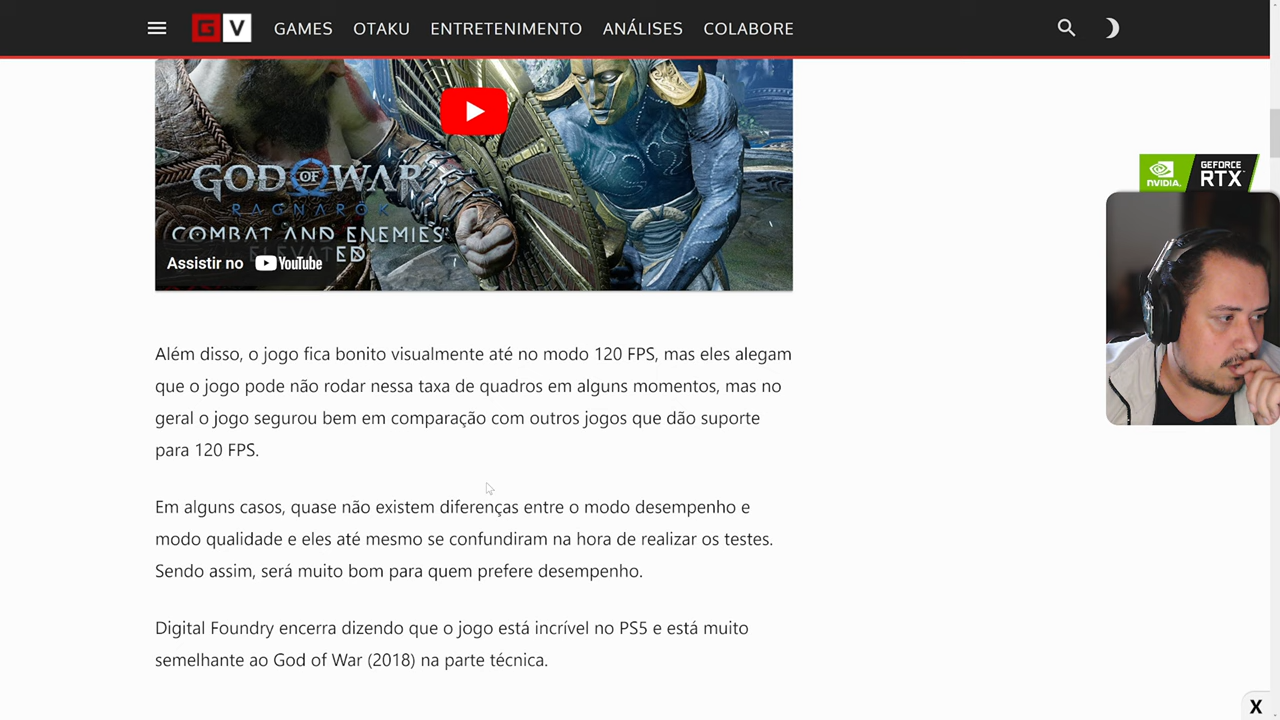 G V GAMES OTAKU ENTRETENIMENTO ANÁLISES COLABORE
GOD OF WAR
RAGNARÖK
COMBAT AND ENEMIES
ELEVATED
Assistir no YouTube
NVIDIA. GEFORCE RTX
Além disso, o jogo fica bonito visualmente até no modo 120 FPS, mas eles alegam
que o jogo pode não rodar nessa taxa de quadros em alguns momentos, mas no
geral o jogo segurou bem em comparação com outros jogos que dão suporte
para 120 FPS.
Em alguns casos, quase não existem diferenças entre o modo desempenho e
modo qualidade e eles até mesmo se confundiram na hora de realizar os testes.
Sendo assim, será muito bom para quem prefere desempenho.
Digital Foundry encerra dizendo que o jogo está incrível no PS5 e está muito
semelhante ao God of War (2018) na parte técnica.
X